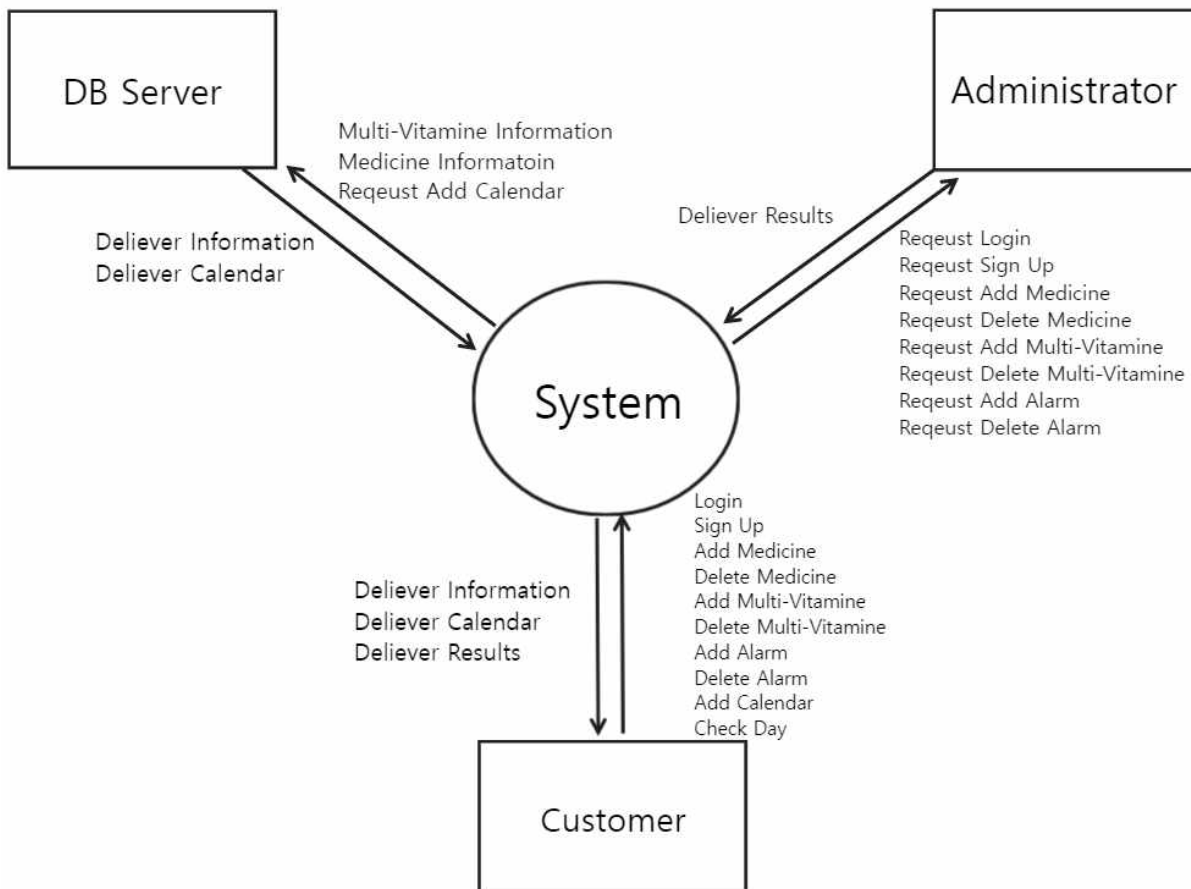 DB Server
Administrator
Multi-Vitamine Information
Medicine Informatoin
Reqeust Add Calendar
Deliever Information
Deliever Calendar
Deliever Results
Reqeust Login
Reqeust Sign Up
Reqeust Add Medicine
Reqeust Delete Medicine
Reqeust Add Multi-Vitamine
Reqeust Delete Multi-Vitamine
Reqeust Add Alarm
Reqeust Delete Alarm
System
Deliever Information
Deliever Calendar
Deliever Results
Login
Sign Up
Add Medicine
Delete Medicine
Add Multi-Vitamine
Delete Multi-Vitamine
Add Alarm
Delete Alarm
Add Calendar
Check Day
Customer